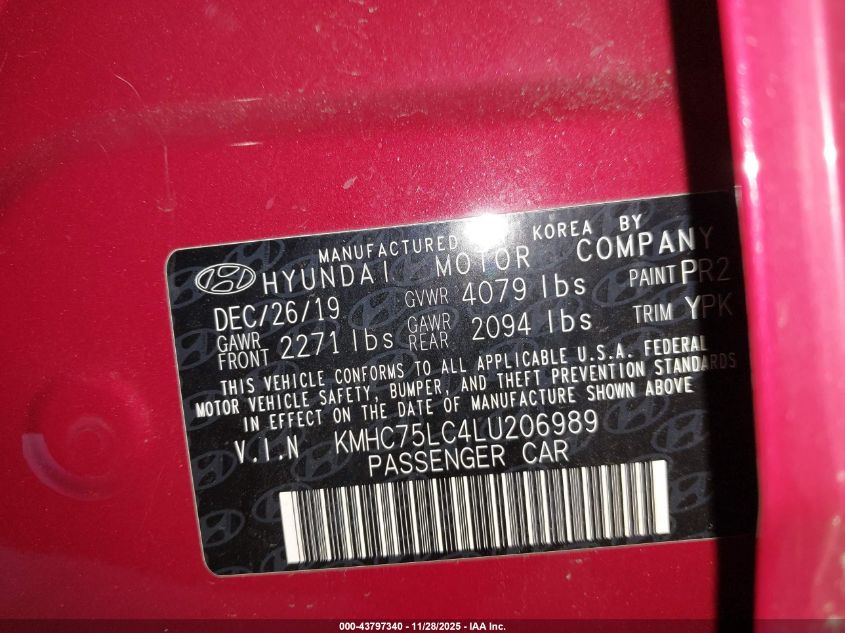 MANUFACTURED KOREA BY
HYUNDAI MOTOR COMPANY
DEC/26/19 GVWR 4079 lbs PAINT PR2
GAWR FRONT 2271 lbs GAWR REAR 2094 lbs TRIM YPK
THIS VEHICLE CONFORMS TO ALL APPLICABLE U.S.A. FEDERAL
MOTOR VEHICLE SAFETY, BUMPER, AND THEFT PREVENTION STANDARDS
IN EFFECT ON THE DATE OF MANUFACTURE SHOWN ABOVE
V.I.N KMHC75LC4LU206989
PASSENGER CAR
000-43797340 - 11/28/2025 - IAA Inc.